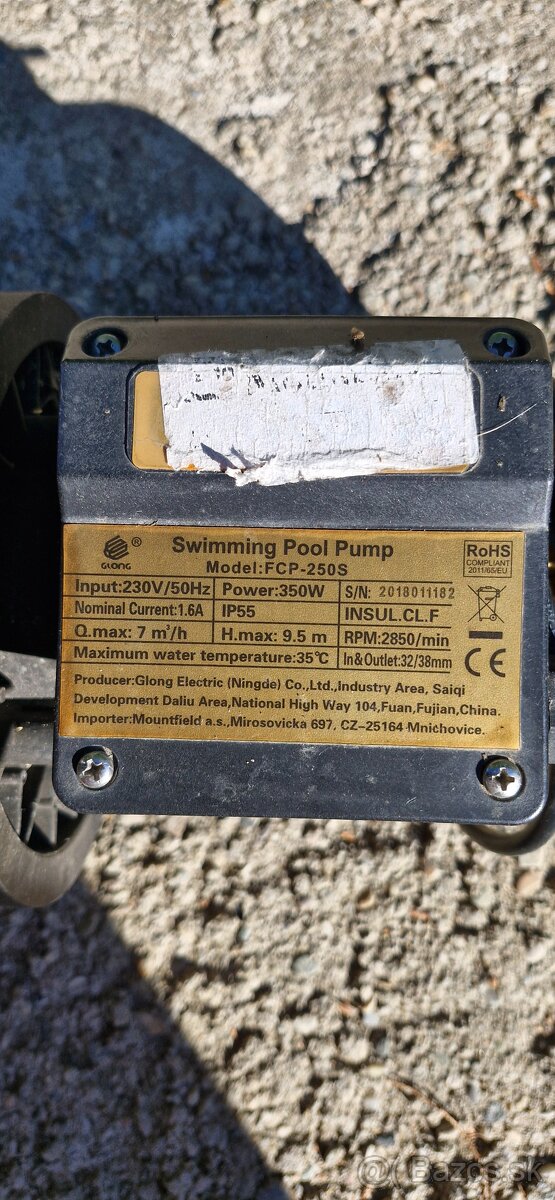 GLONG ®
Swimming Pool Pump
Model:FCP-250S
RoHS
COMPLIANT
2011/65/EU
Input:230V/50Hz Power:350W S/N: 2018011182
Nominal Current:1.6A IP55 INSUL.CL.F
Q.max: 7 m³/h H.max: 9.5 m RPM:2850/min
Maximum water temperature:35℃ In&Outlet:32/38mm
CE
Producer:Glong Electric (Ningde) Co.,Ltd.,Industry Area, Saiqi
Development Daliu Area,National High Way 104,Fuan,Fujian,China.
Importer:Mountfield a.s.,Mirosovicka 697, CZ-25164 Mnichovice.
Bazos.sk